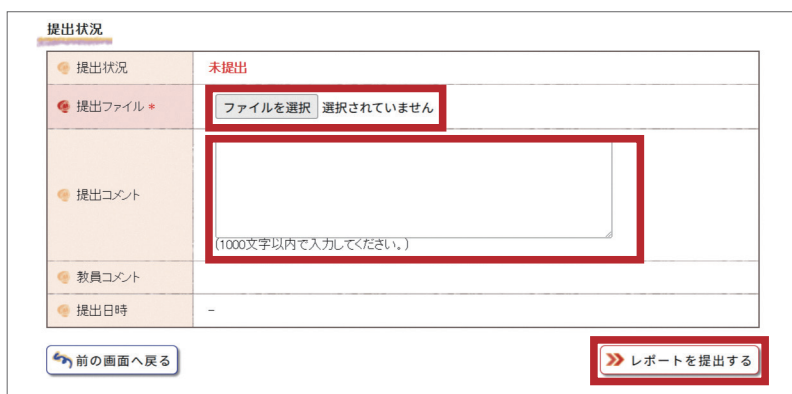 提出状況
提出状況 未提出
提出ファイル * ファイルを選択 選択されていません
提出コメント
(1000文字以内で入力してください。)
教員コメント
提出日時 -
前の画面へ戻る レポートを提出する